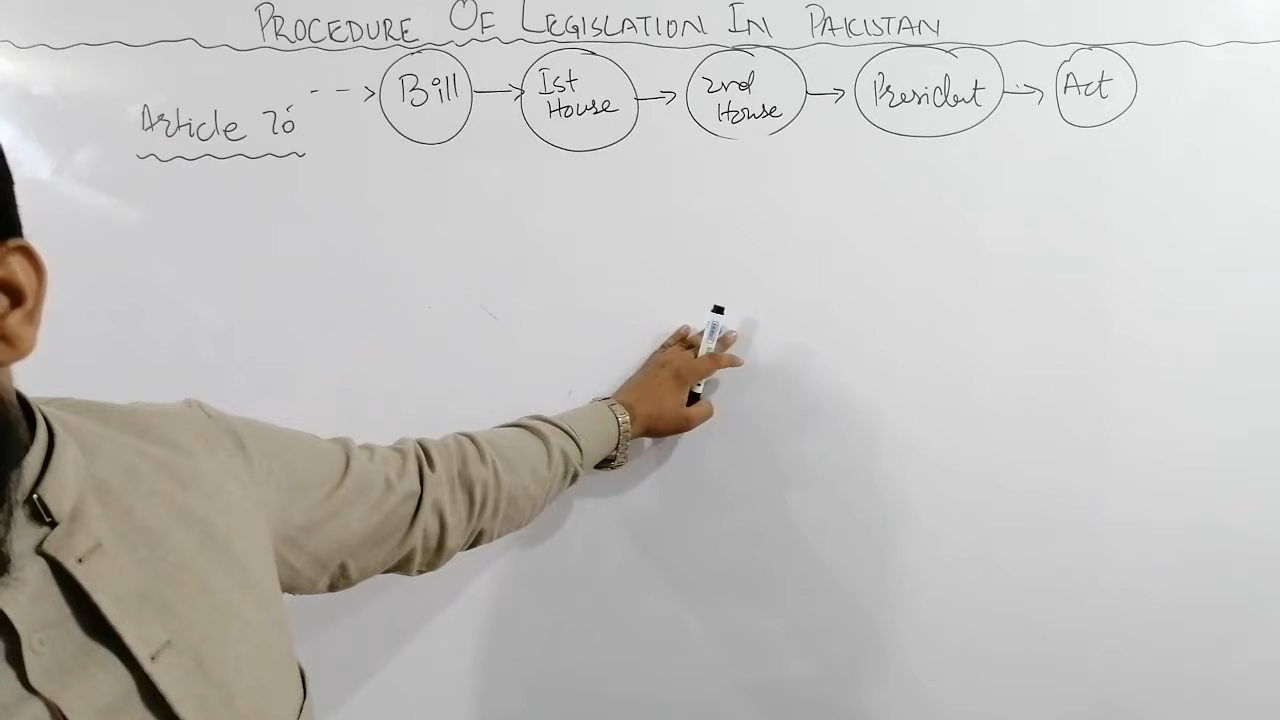 PROCEDURE OF LEGISLATION IN PAKISTAN
Bill
Ist
House
2nd
House
President
Act
Article 70